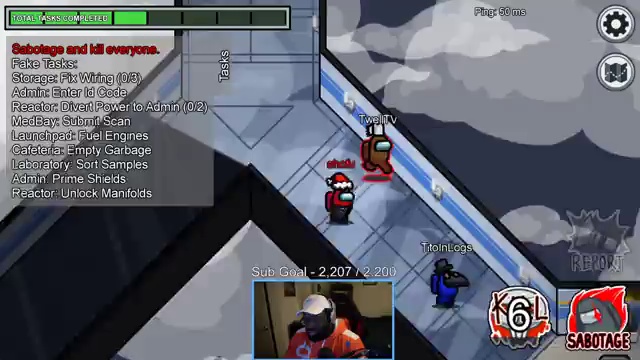 TOTAL TASKS COMPLETED
Ping: 50 ms
Sabotage and kill everyone.
Fake Tasks:
Storage: Fix Wiring (0/3)
Admin: Enter Id Code
Reactor: Divert Power to Admin (0/2)
MedBay: Submit Scan
Launchpad: Fuel Engines
Cafeteria: Empty Garbage
Laboratory: Sort Samples
Admin: Prime Shields
Reactor: Unlock Manifolds
Tasks
TwellTV
TitoInLogs
REPORT
Sub Goal - 2,207 / 2,200
6
SABOTAGE